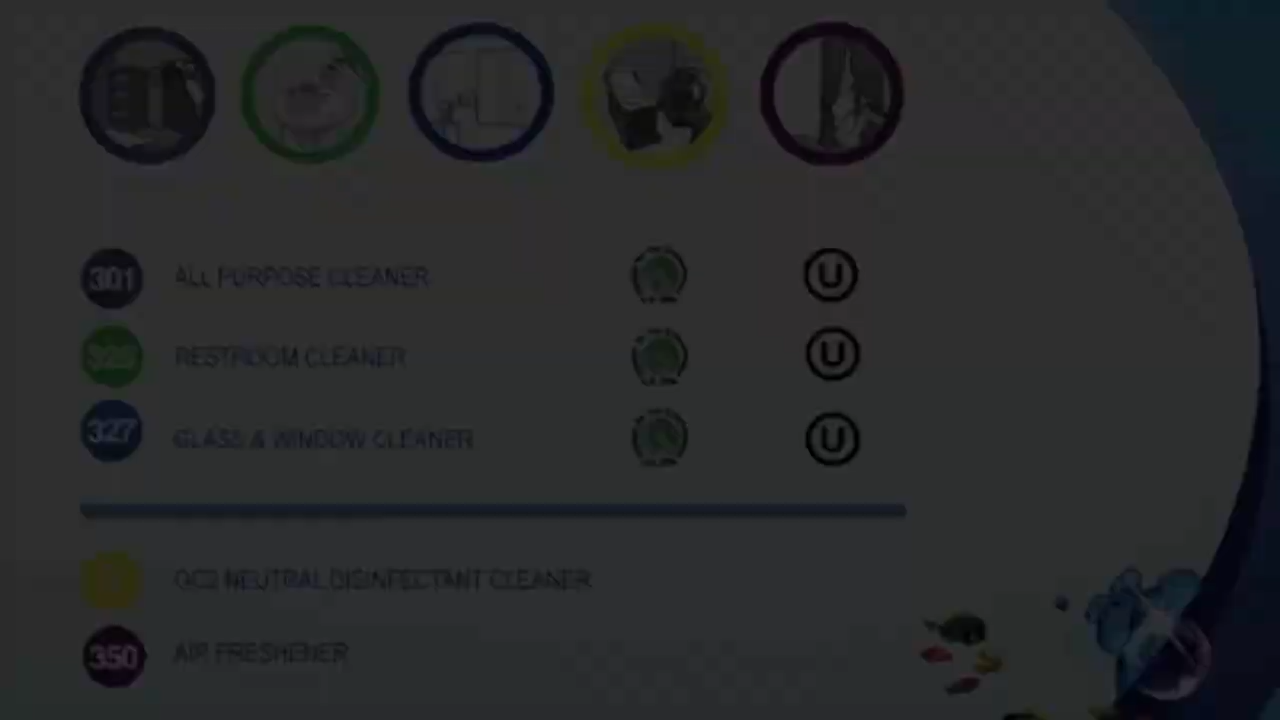 301 ALL PURPOSE CLEANER U
RESTROOM CLEANER U
327 GLASS & WINDOW CLEANER U
NEUTRAL DISINFECTANT CLEANER
350 AIR FRESHENER